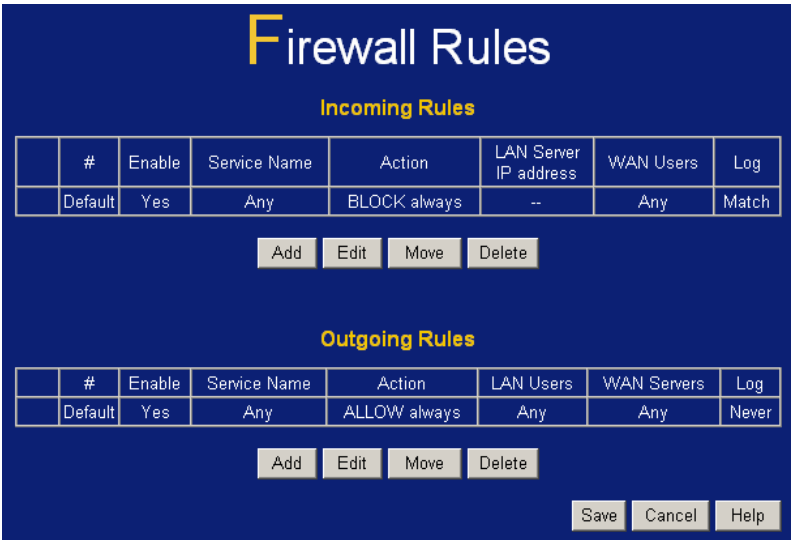 Firewall Rules
Incoming Rules
# Enable Service Name Action LAN Server IP address WAN Users Log
Default Yes Any BLOCK always -- Any Match
Add Edit Move Delete
Outgoing Rules
# Enable Service Name Action LAN Users WAN Servers Log
Default Yes Any ALLOW always Any Any Never
Add Edit Move Delete
Save Cancel Help